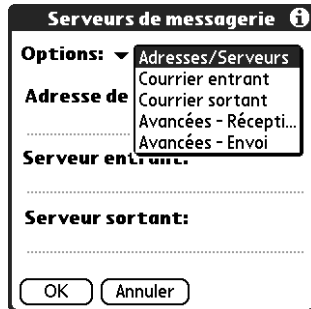 Serveurs de messagerie
Options: Adresses/Serveurs
Courrier entrant
Adresse de Courrier sortant
Avancées - Récepti...
Avancées - Envoi
Serveur entrant:
Serveur sortant:
OK Annuler